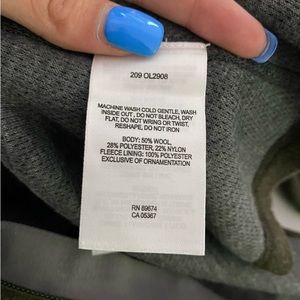 209 OL2908
MACHINE WASH COLD GENTLE, WASH
INSIDE OUT , DO NOT BLEACH, DRY
FLAT, DO NOT WRING OR TWIST,
RESHAPE, DO NOT IRON
BODY: 50% WOOL,
28% POLYESTER, 22% NYLON
FLEECE LINING: 100% POLYESTER
EXCLUSIVE OF ORNAMENTATION
RN 89674
CA 05367